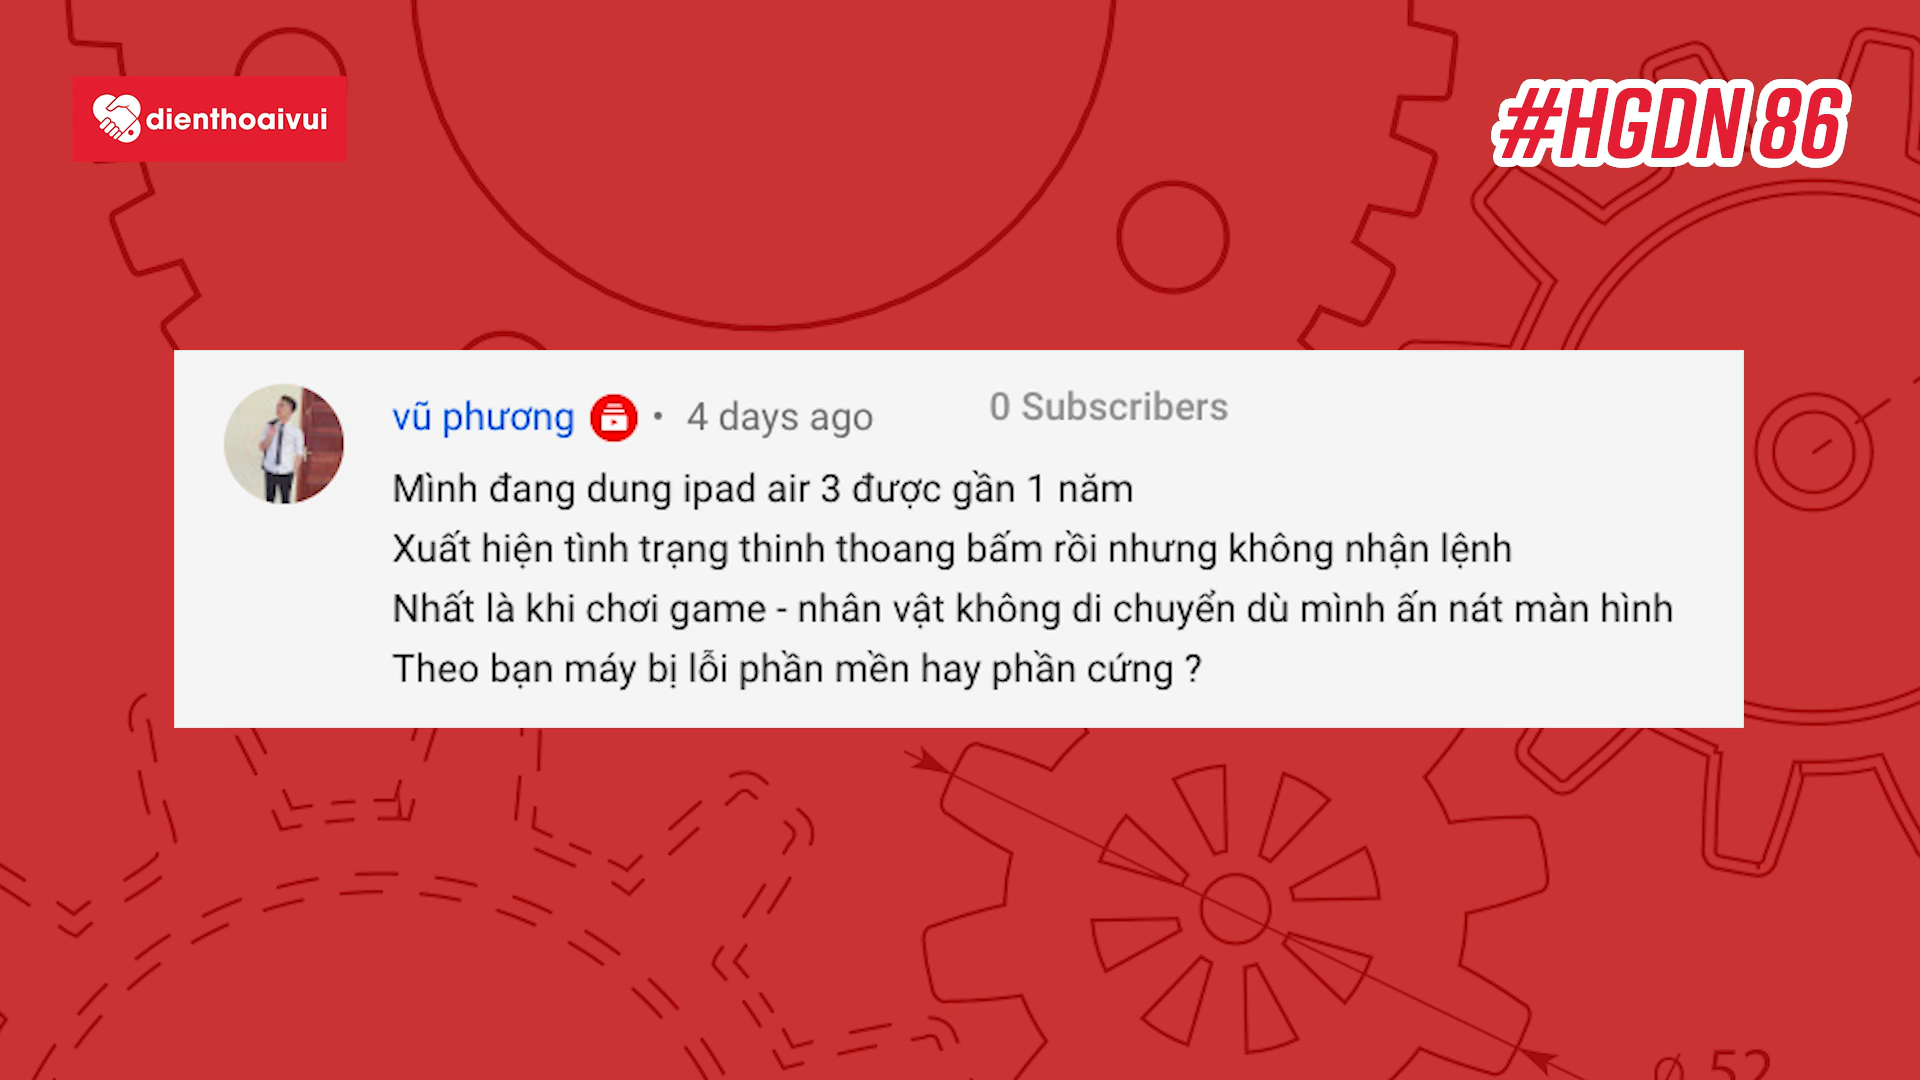 dienthoaivui
#HGDN 86
vũ phương • 4 days ago 0 Subscribers
Mình đang dung ipad air 3 được gần 1 năm
Xuất hiện tình trạng thinh thoang bấm rồi nhưng không nhận lệnh
Nhất là khi chơi game - nhân vật không di chuyển dù mình ấn nát màn hình
Theo bạn máy bị lỗi phần mền hay phần cứng ?
ø 52